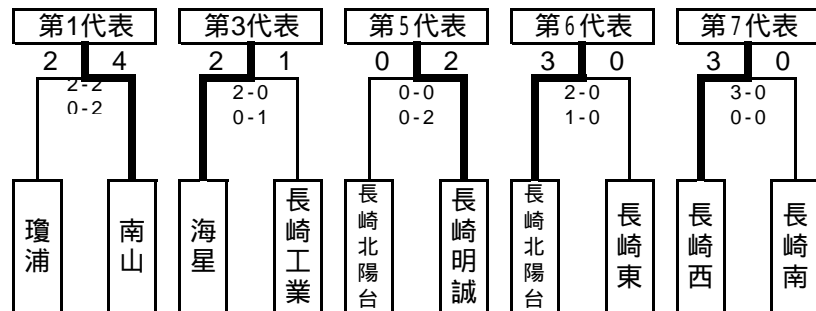 第1代表 第3代表 第5代表 第6代表 第7代表
2 4 2 1 0 2 3 0 3 0
2-2 2-0 0-0 2-0 3-0
0-2 0-1 0-2 1-0 0-0
瓊浦
南山
海星
長崎工業
長崎北陽台
長崎明誠
長崎北陽台
長崎東
長崎西
長崎南